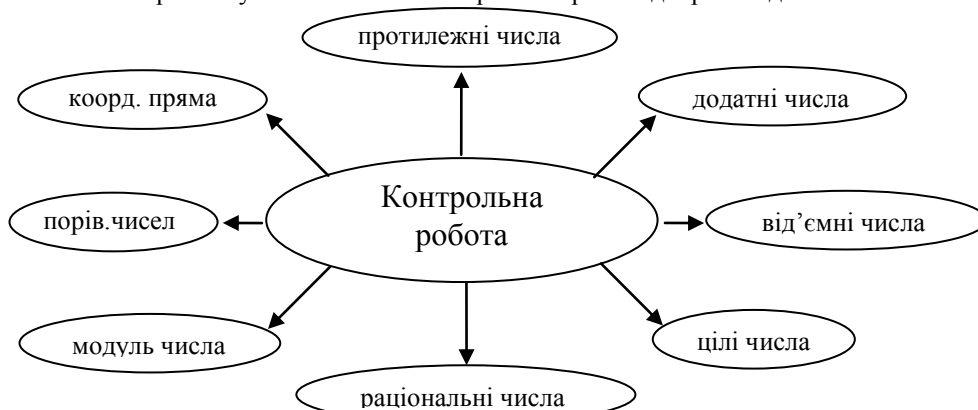 протилежні числа
коорд. пряма
додатні числа
Контрольна
робота
порів.чисел
від’ємні числа
модуль числа
цілі числа
раціональні числа